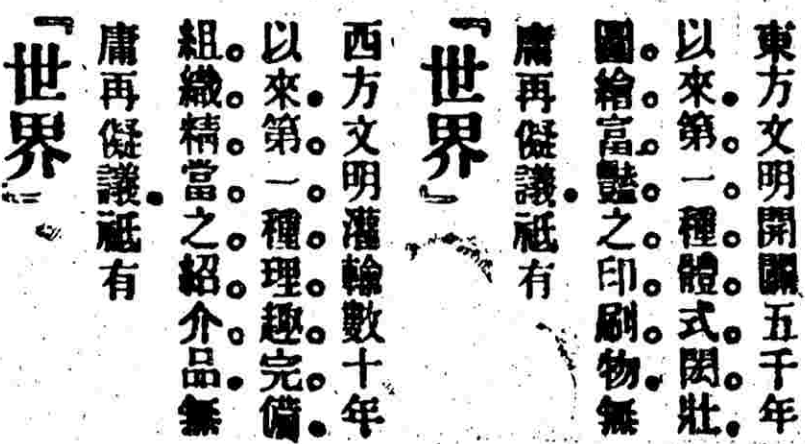 東方文明開闢五千年
以來第一種體式閎壯
圖繪富豔之印刷物無
庸再儗議祗有
『世界』
西方文明灌輸數十年
以來第一種理趣完備
組織精當之紹介品無
庸再儗議祗有
『世界』